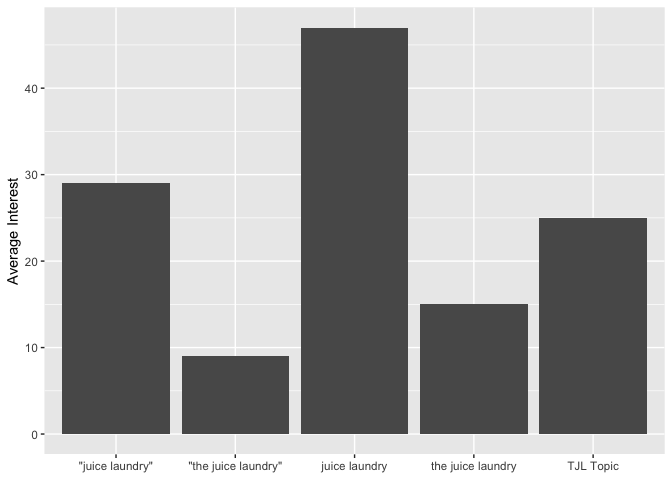 Average Interest
40
30
20
10
0
"juice laundry"
"the juice laundry"
juice laundry
the juice laundry
TJL Topic